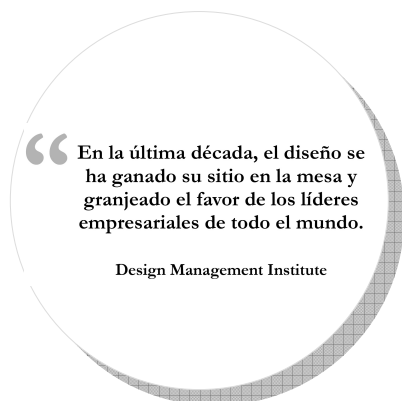 “ En la última década, el diseño se
ha ganado su sitio en la mesa y
granjeado el favor de los líderes
empresariales de todo el mundo.
Design Management Institute